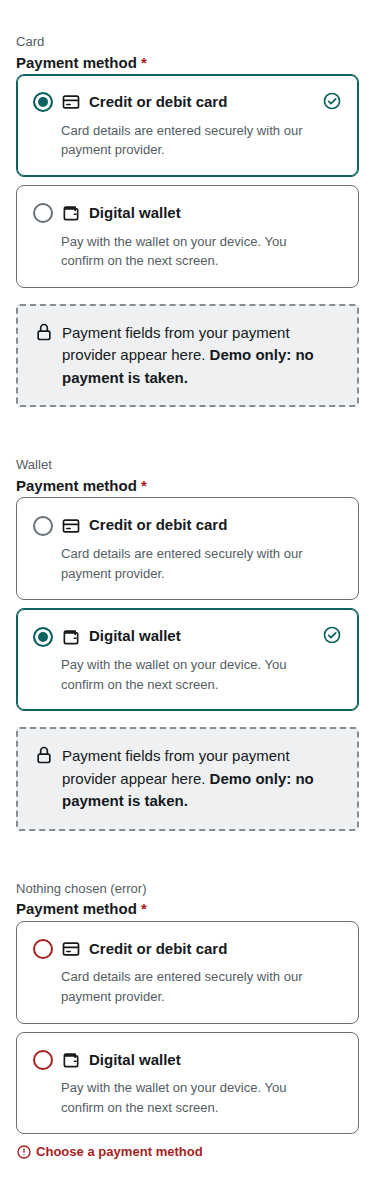 Card
Payment method *
Credit or debit card
Card details are entered securely with our
payment provider.
Digital wallet
Pay with the wallet on your device. You
confirm on the next screen.
Payment fields from your payment
provider appear here. Demo only: no
payment is taken.
Wallet
Payment method *
Credit or debit card
Card details are entered securely with our
payment provider.
Digital wallet
Pay with the wallet on your device. You
confirm on the next screen.
Payment fields from your payment
provider appear here. Demo only: no
payment is taken.
Nothing chosen (error)
Payment method *
Credit or debit card
Card details are entered securely with our
payment provider.
Digital wallet
Pay with the wallet on your device. You
confirm on the next screen.
Choose a payment method